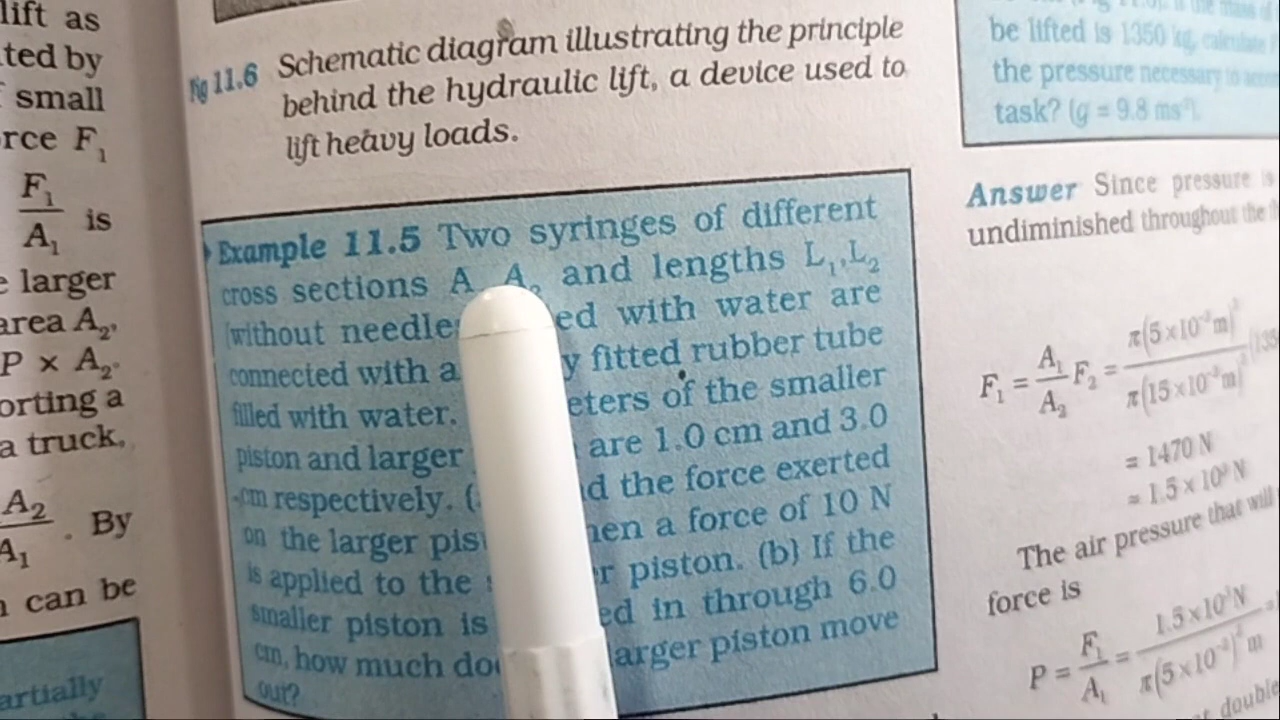 lift as
ted by
small
rce F₁
F₁
A₁ is
larger
area A₂,
P × A₂.
orting a
a truck,
A₂
A₁ . By
can be
artially
Fig 11.6 Schematic diagram illustrating the principle
behind the hydraulic lift, a device used to
lift heavy loads.
Example 11.5 Two syringes of different
cross sections A A₂ and lengths L₁, L₂
(without needle ed with water are
connected with a y fitted rubber tube
filled with water. eters of the smaller
piston and larger are 1.0 cm and 3.0
cm respectively. ( d the force exerted
on the larger pis hen a force of 10 N
is applied to the r piston. (b) If the
smaller piston is ed in through 6.0
cm, how much do larger piston move
out?
be lifted is 1350 kg, calculate
the pressure necessary to
task? (g = 9.8 ms⁻²).
Answer Since pressure is
undiminished throughout the
F₁ = A₁/A₂ F₂ = π(5×10⁻²m)²/π(15×10⁻²m)²
= 1470 N
≈ 1.5 × 10³ N
The air pressure that will
force is
P = F₁/A₁ = 1.5×10³N/π(5×10⁻²)² m
double